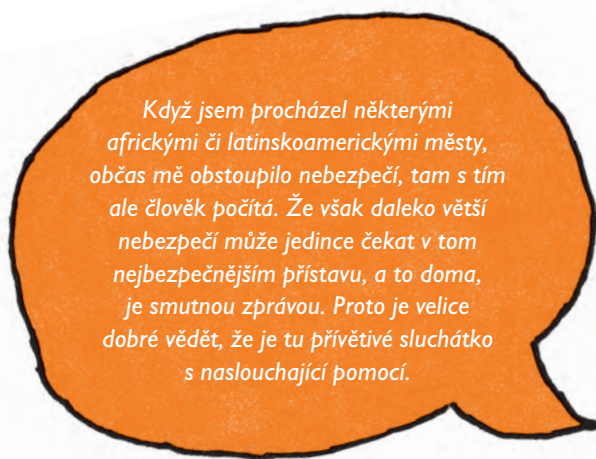 Když jsem procházel některými
africkými či latinskoamerickými městy,
občas mě obstoupilo nebezpečí, tam s tím
ale člověk počítá. Že však daleko větší
nebezpečí může jedince čekat v tom
nejbezpečnějším přístavu, a to doma,
je smutnou zprávou. Proto je velice
dobré vědět, že je tu přívětivé sluchátko
s naslouchající pomocí.